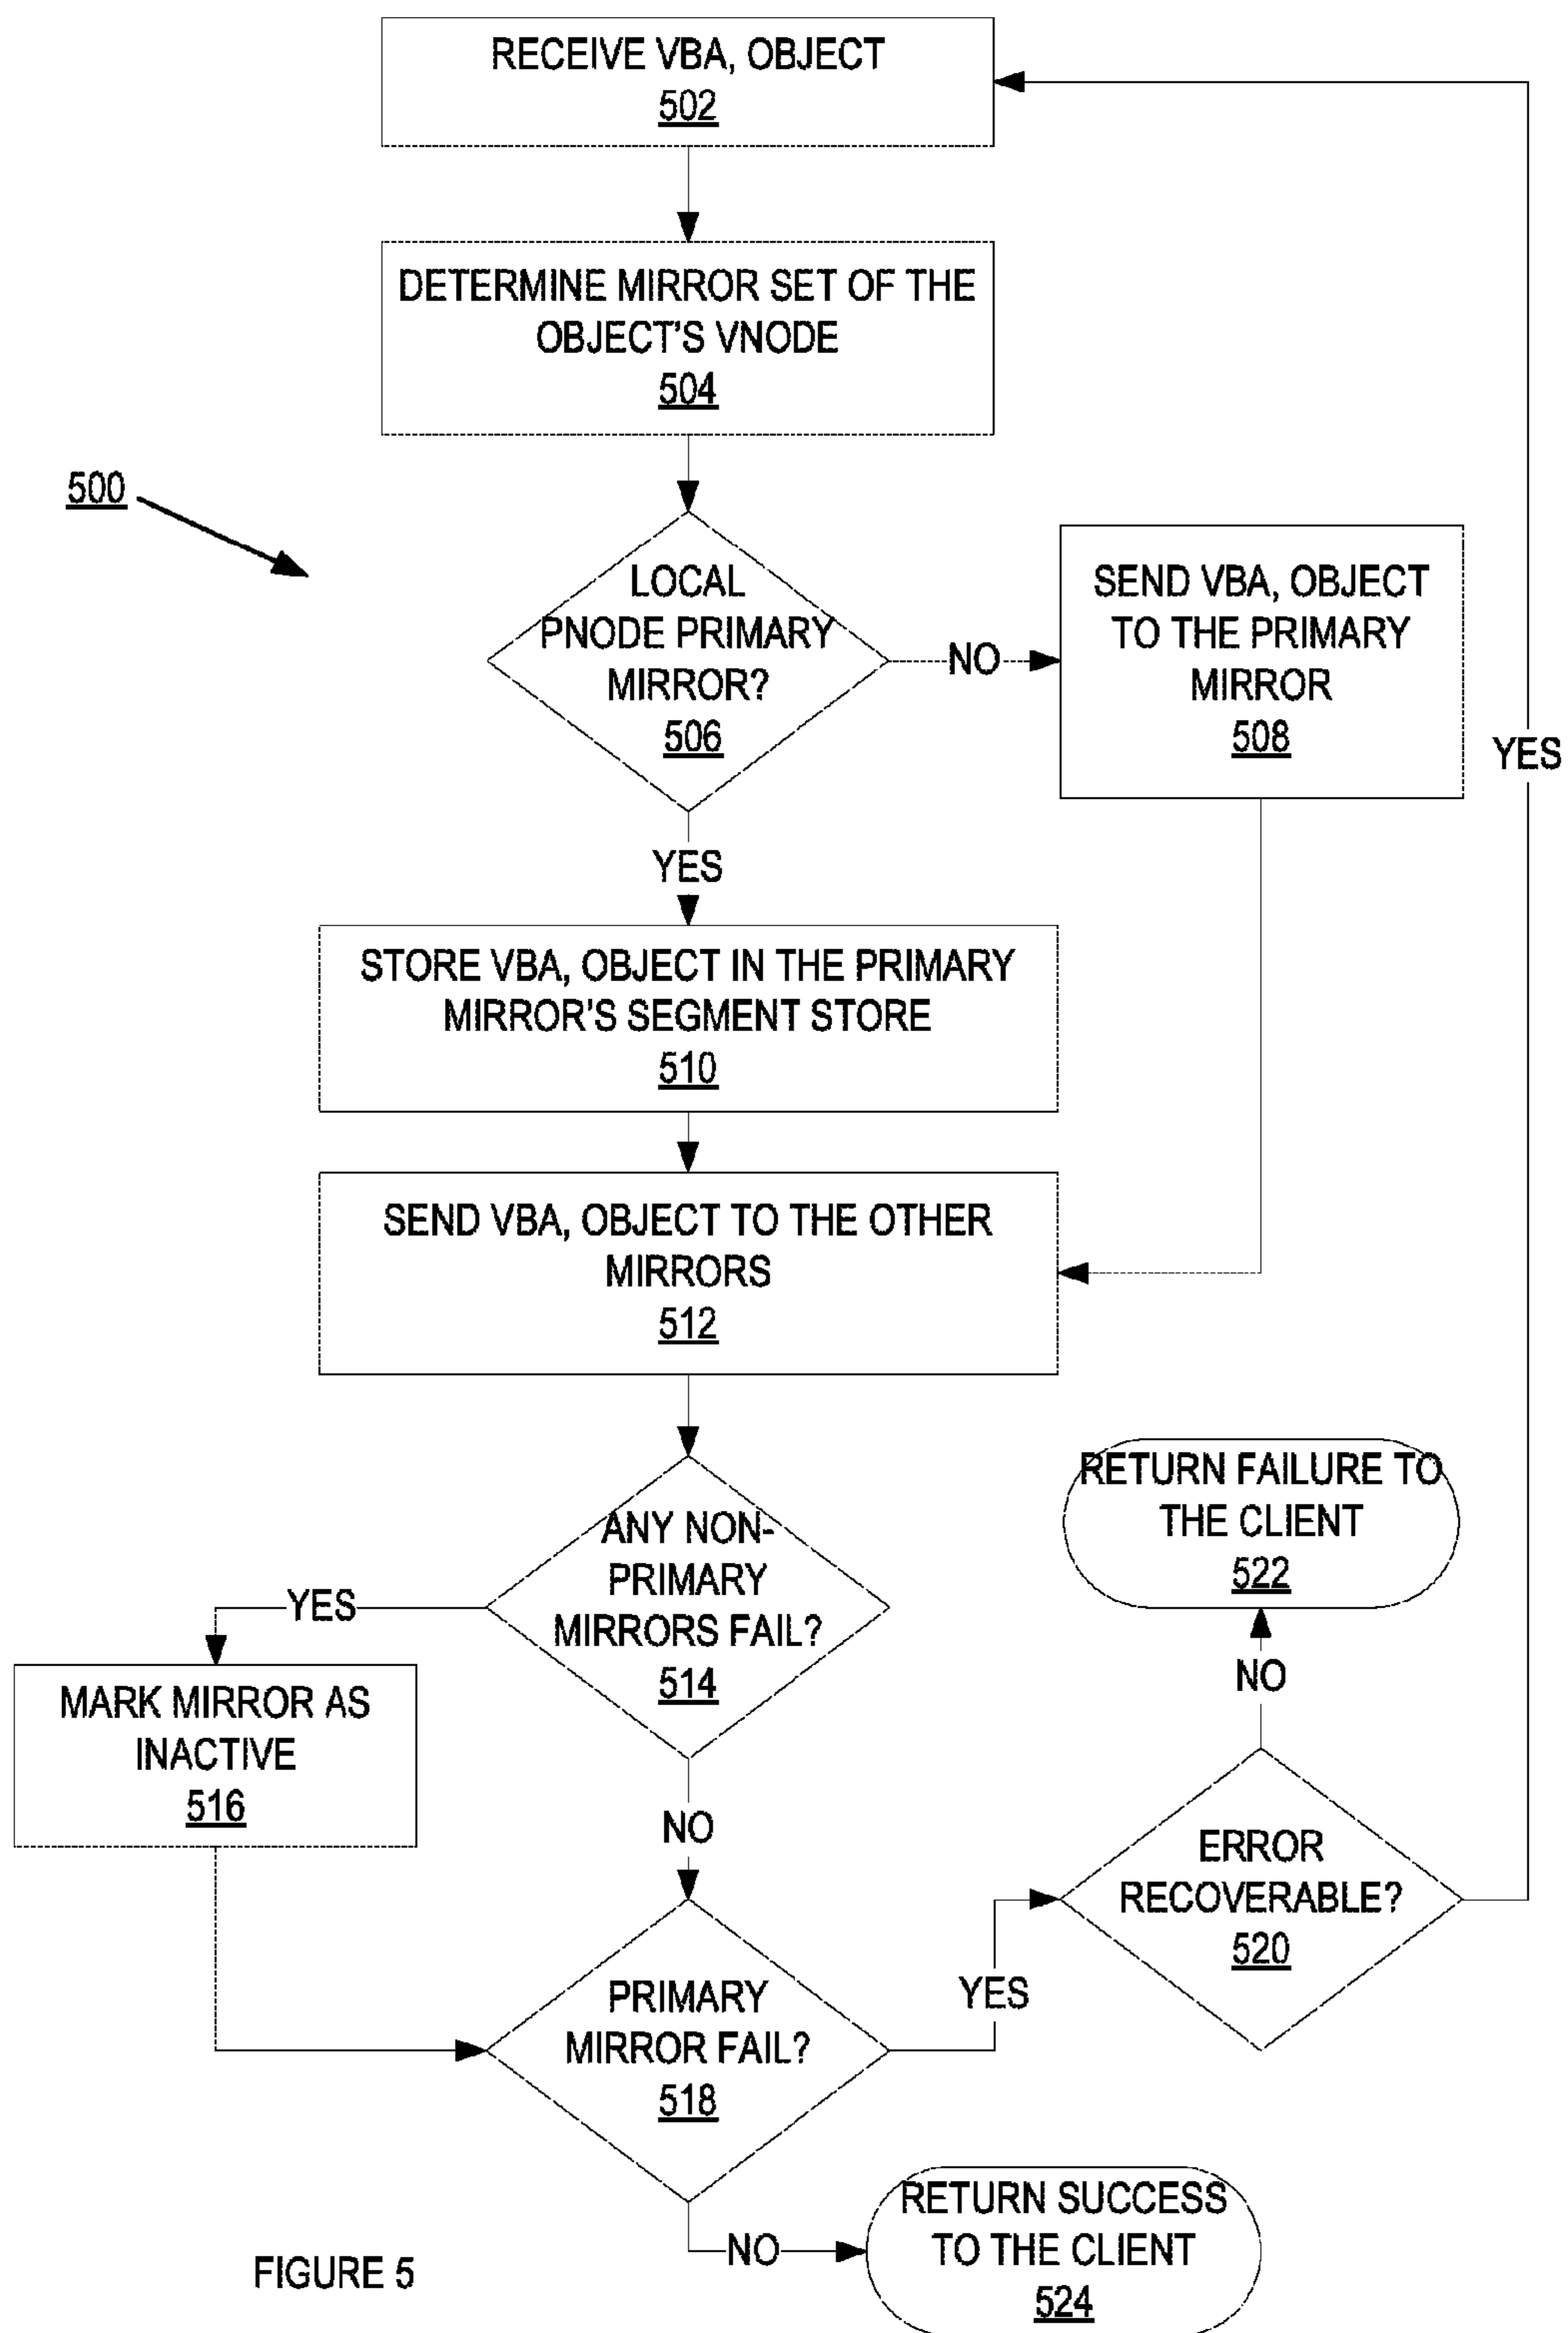 RECEIVE VBA, OBJECT
502
DETERMINE MIRROR SET OF THE
OBJECT'S VNODE
504
500
LOCAL
PNODE PRIMARY
MIRROR?
506
NO
SEND VBA, OBJECT
TO THE PRIMARY
MIRROR
508
YES
YES
STORE VBA, OBJECT IN THE PRIMARY
MIRROR'S SEGMENT STORE
510
SEND VBA, OBJECT TO THE OTHER
MIRRORS
512
ANY NON-
PRIMARY
MIRRORS FAIL?
514
YES
MARK MIRROR AS
INACTIVE
516
NO
RETURN FAILURE TO
THE CLIENT
522
NO
ERROR
RECOVERABLE?
520
PRIMARY
MIRROR FAIL?
518
YES
NO
RETURN SUCCESS
TO THE CLIENT
524
FIGURE 5